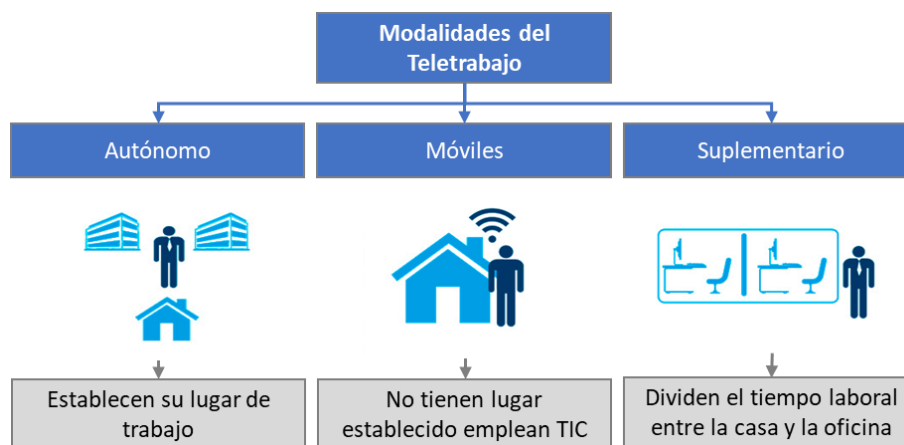 Modalidades del
Teletrabajo
Autónomo
Móviles
Suplementario
Establecen su lugar de
trabajo
No tienen lugar
establecido emplean TIC
Dividen el tiempo laboral
entre la casa y la oficina